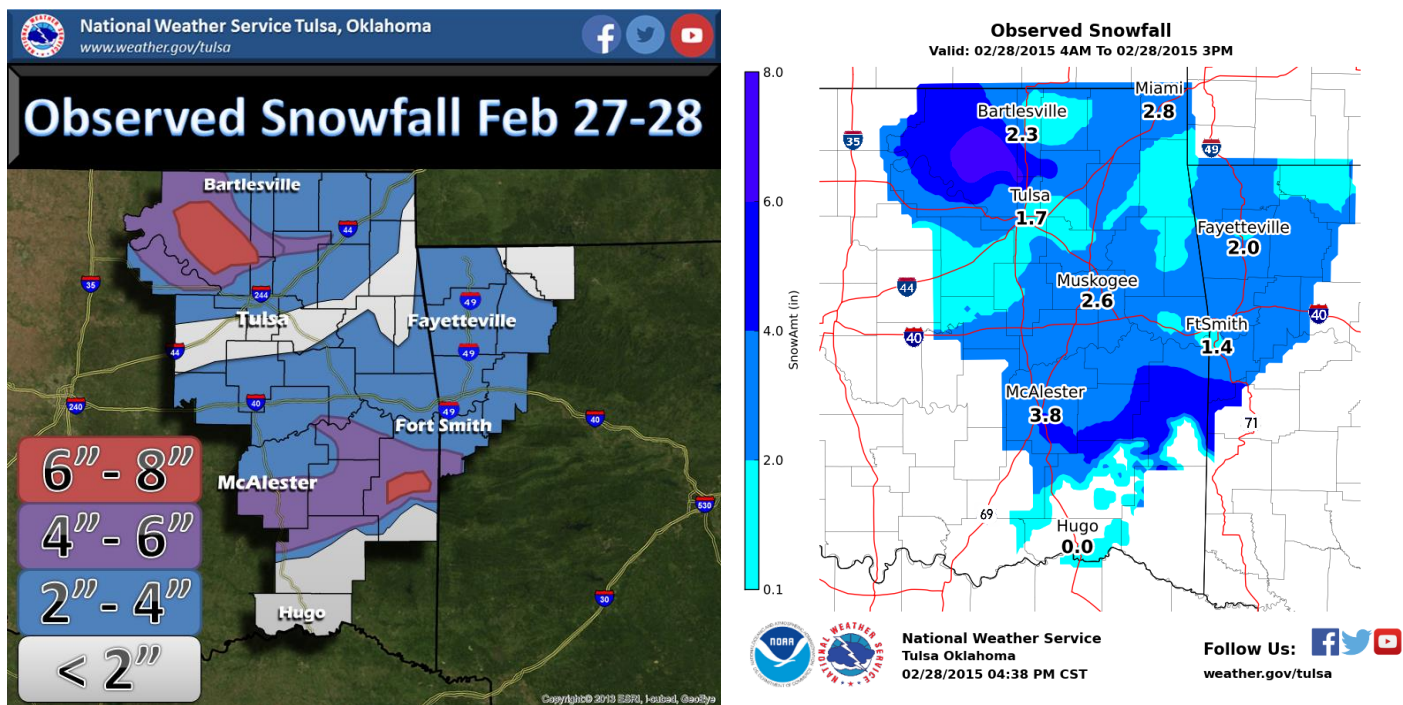 National Weather Service Tulsa, Oklahoma
www.weather.gov/tulsa
Observed Snowfall Feb 27-28
Bartlesville
44
35
244
Tulsa
49
Fayetteville
44
49
240
40
49
40
Fort Smith
McAlester
530
30
Hugo
6”- 8”
4”- 6”
2”- 4”
< 2”
Copyright© 2013 ESRI, i-cubed, GeoEye
Observed Snowfall
Valid: 02/28/2015 4AM To 02/28/2015 3PM
8.0
6.0
4.0
2.0
0.1
SnowAmt (in)
Miami
2.8
Bartlesville
2.3
35
49
Tulsa
1.7
Fayetteville
2.0
44
Muskogee
2.6
40
FtSmith
1.4
40
McAlester
3.8
71
69
Hugo
0.0
NOAA
NATIONAL WEATHER SERVICE
National Weather Service
Tulsa Oklahoma
02/28/2015 04:38 PM CST
Follow Us:
weather.gov/tulsa